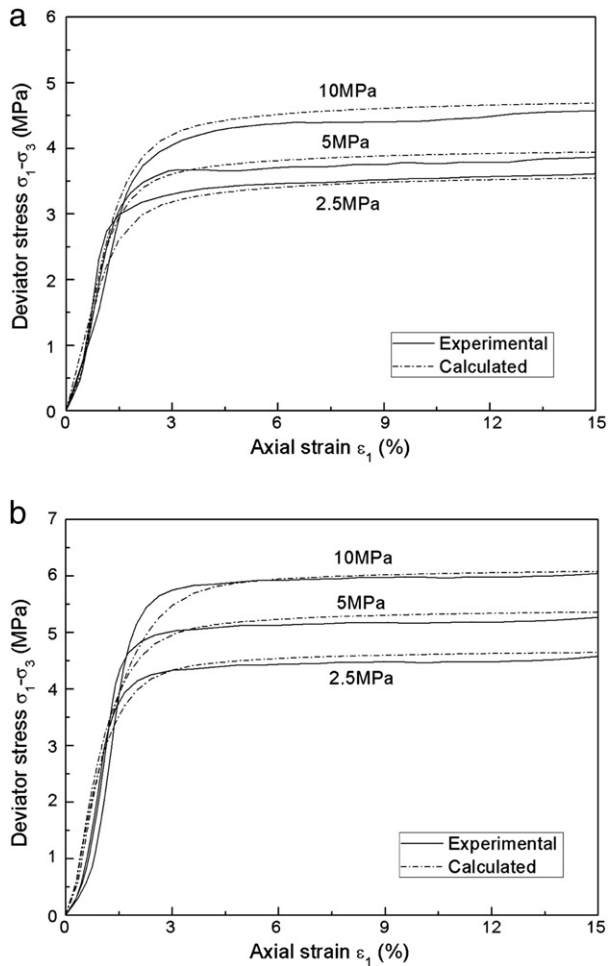 a
Deviator stress σ1-σ3 (MPa)
6
5
4
3
2
1
0
10MPa
5MPa
2.5MPa
Experimental
Calculated
0 3 6 9 12 15
Axial strain ε1 (%)
b
Deviator stress σ1-σ3 (MPa)
7
6
5
4
3
2
1
0
10MPa
5MPa
2.5MPa
Experimental
Calculated
0 3 6 9 12 15
Axial strain ε1 (%)